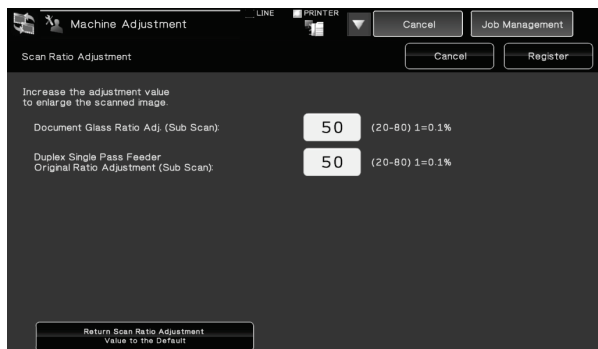 LINE PRINTER
Machine Adjustment Cancel Job Management
Scan Ratio Adjustment Cancel Register
Increase the adjustment value
to enlarge the scanned image.
Document Glass Ratio Adj. (Sub Scan): 50 (20-80) 1=0.1%
Duplex Single Pass Feeder
Original Ratio Adjustment (Sub Scan): 50 (20-80) 1=0.1%
Return Scan Ratio Adjustment
Value to the Default